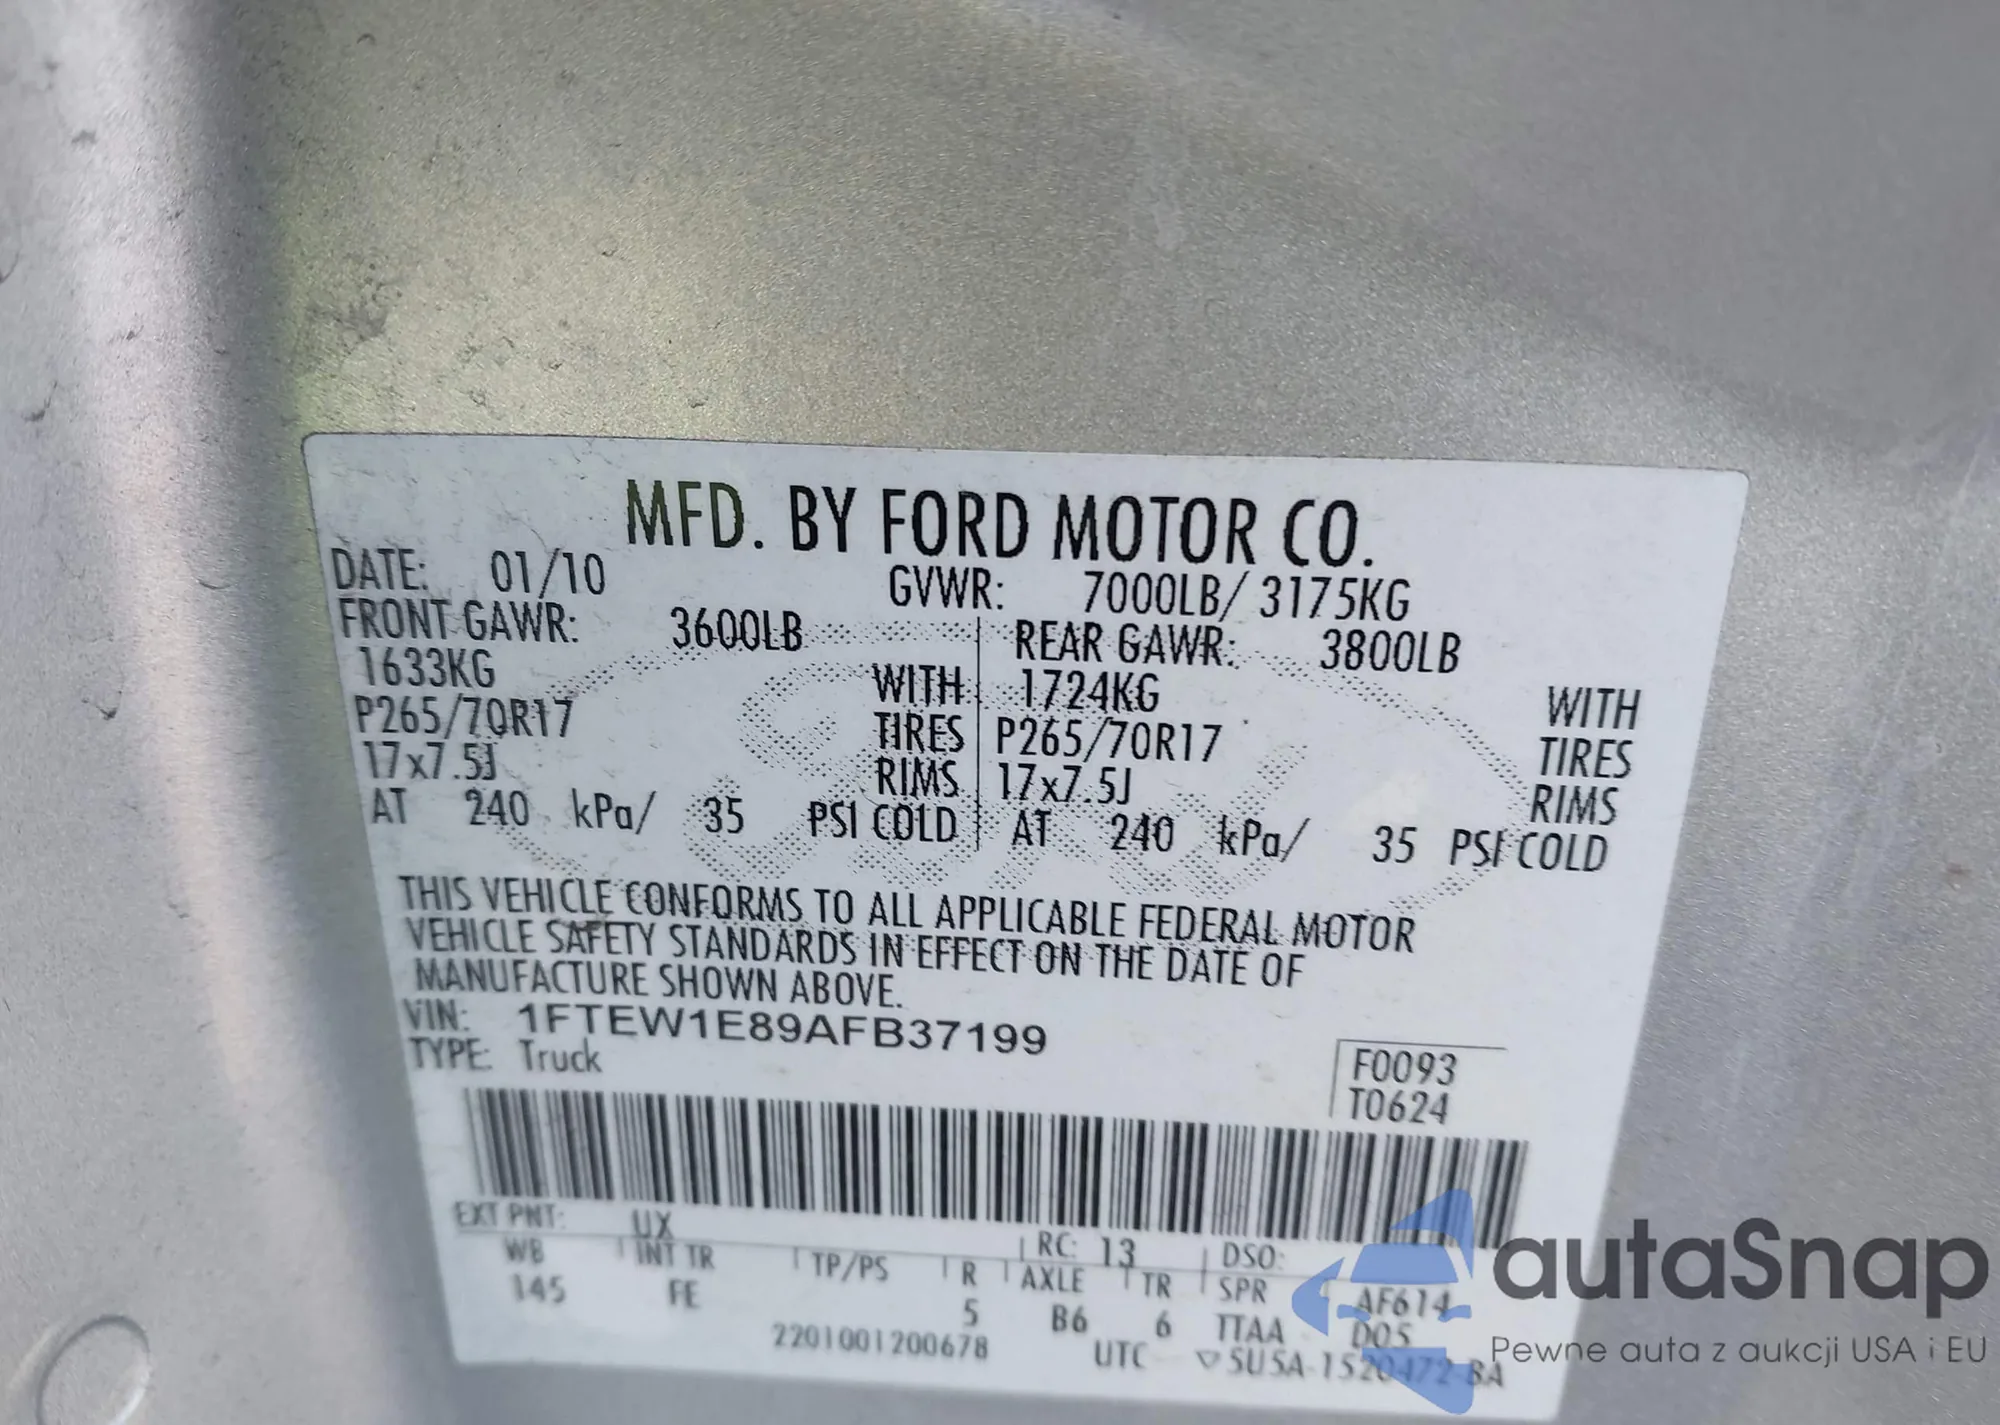 MFD. BY FORD MOTOR CO.
DATE: 01/10 GVWR: 7000LB/ 3175KG
FRONT GAWR: 3600LB REAR GAWR: 3800LB
1633KG WITH 1724KG WITH
P265/70R17 TIRES P265/70R17 TIRES
17x7.5J RIMS 17x7.5J RIMS
AT 240 kPa/ 35 PSI COLD AT 240 kPa/ 35 PSI COLD
THIS VEHICLE CONFORMS TO ALL APPLICABLE FEDERAL MOTOR
VEHICLE SAFETY STANDARDS IN EFFECT ON THE DATE OF
MANUFACTURE SHOWN ABOVE.
VIN: 1FTEW1E89AFB37199
TYPE: Truck
F0093
T0624
EXT PNT: UX RC: 13 DSO:
WB INT TR TP/PS R AXLE TR SPR AF614
145 FE 5 B6 6 TTAA D05
2201001200678 UTC ▽ 5U5A-1520472-BA
autaSnap
Pewne auta z aukcji USA i EU